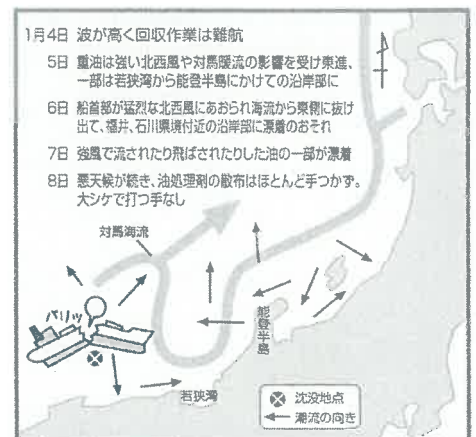 1月4日 波が高く回収作業は難航
5日 重油は強い北西風や対馬暖流の影響を受け東進、
一部は若狭湾から能登半島にかけての沿岸部に
6日 船首部が猛烈な北西風にあおられ海流から東側に抜け
出て、福井、石川県境付近の沿岸部に漂着のおそれ
7日 強風で流されたり飛ばされたりした油の一部が漂着
8日 悪天候が続き、油処理剤の散布はほとんど手つかず。
大シケで打つ手なし
対馬海流
バリッ
能登半島
若狭湾
沈没地点
潮流の向き